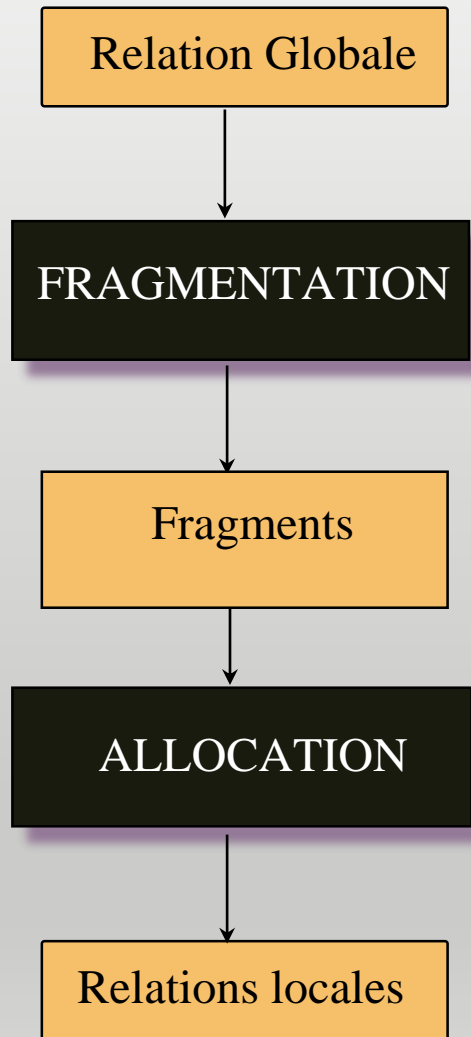 Relation Globale
FRAGMENTATION
Fragments
ALLOCATION
Relations locales